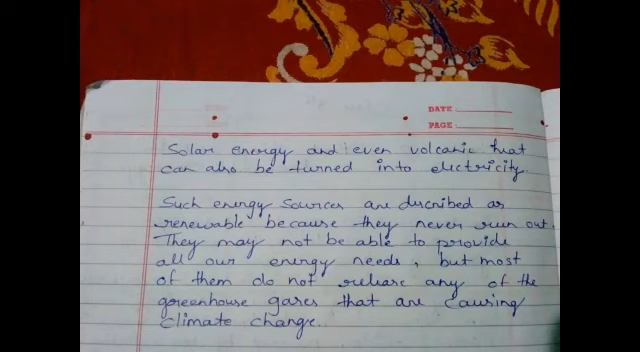 DATE:
PAGE:
Solar energy and even volcanic heat
can also be turned into electricity.
Such energy sources are described as
renewable because they never run out.
They may not be able to provide
all our energy needs, but most
of them do not release any of the
greenhouse gases that are causing
climate change.